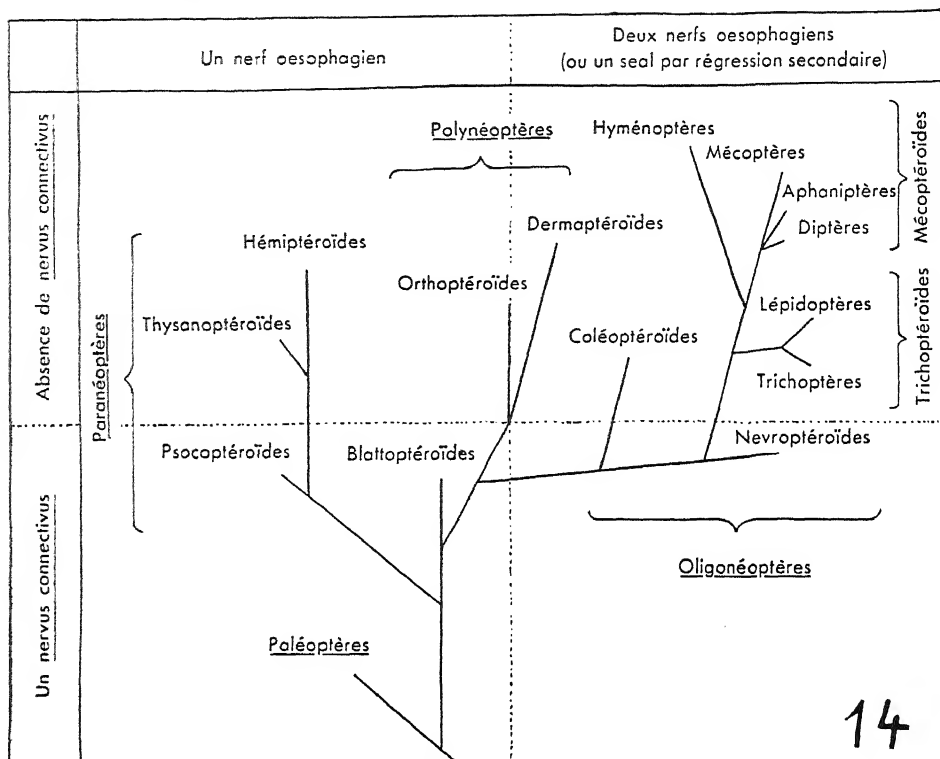 Un nerf oesophagien
Deux nerfs oesophagiens
(ou un seal par régression secondaire)
Absence de nervus connectivus
Un nervus connectivus
Paranéoptères
Polynéoptères
Hyménoptères
Mécoptères
Aphaniptères
Diptères
Mécoptéroïdes
Hémiptéroïdes
Dermaptéroïdes
Orthoptéroïdes
Thysanoptéroïdes
Coléoptéroïdes
Lépidoptères
Trichoptères
Trichoptéroïdes
Psocoptéroïdes
Blattoptéroïdes
Nevroptéroïdes
Oligonéoptères
Paléoptères
14